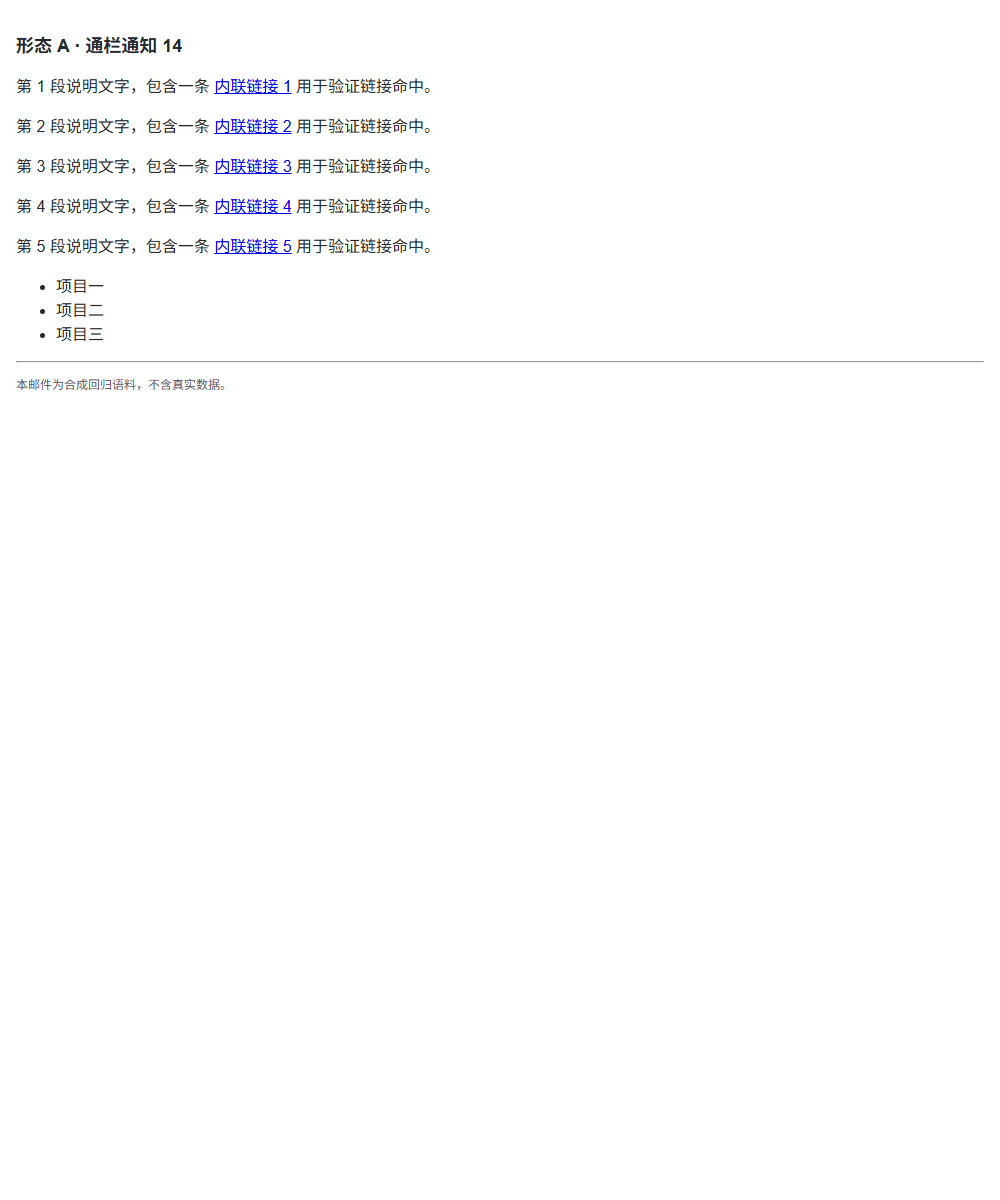 形态 A · 通栏通知 14
第 1 段说明文字，包含一条 内联链接 1 用于验证链接命中。
第 2 段说明文字，包含一条 内联链接 2 用于验证链接命中。
第 3 段说明文字，包含一条 内联链接 3 用于验证链接命中。
第 4 段说明文字，包含一条 内联链接 4 用于验证链接命中。
第 5 段说明文字，包含一条 内联链接 5 用于验证链接命中。
• 项目一
• 项目二
• 项目三
本邮件为合成回归语料，不含真实数据。